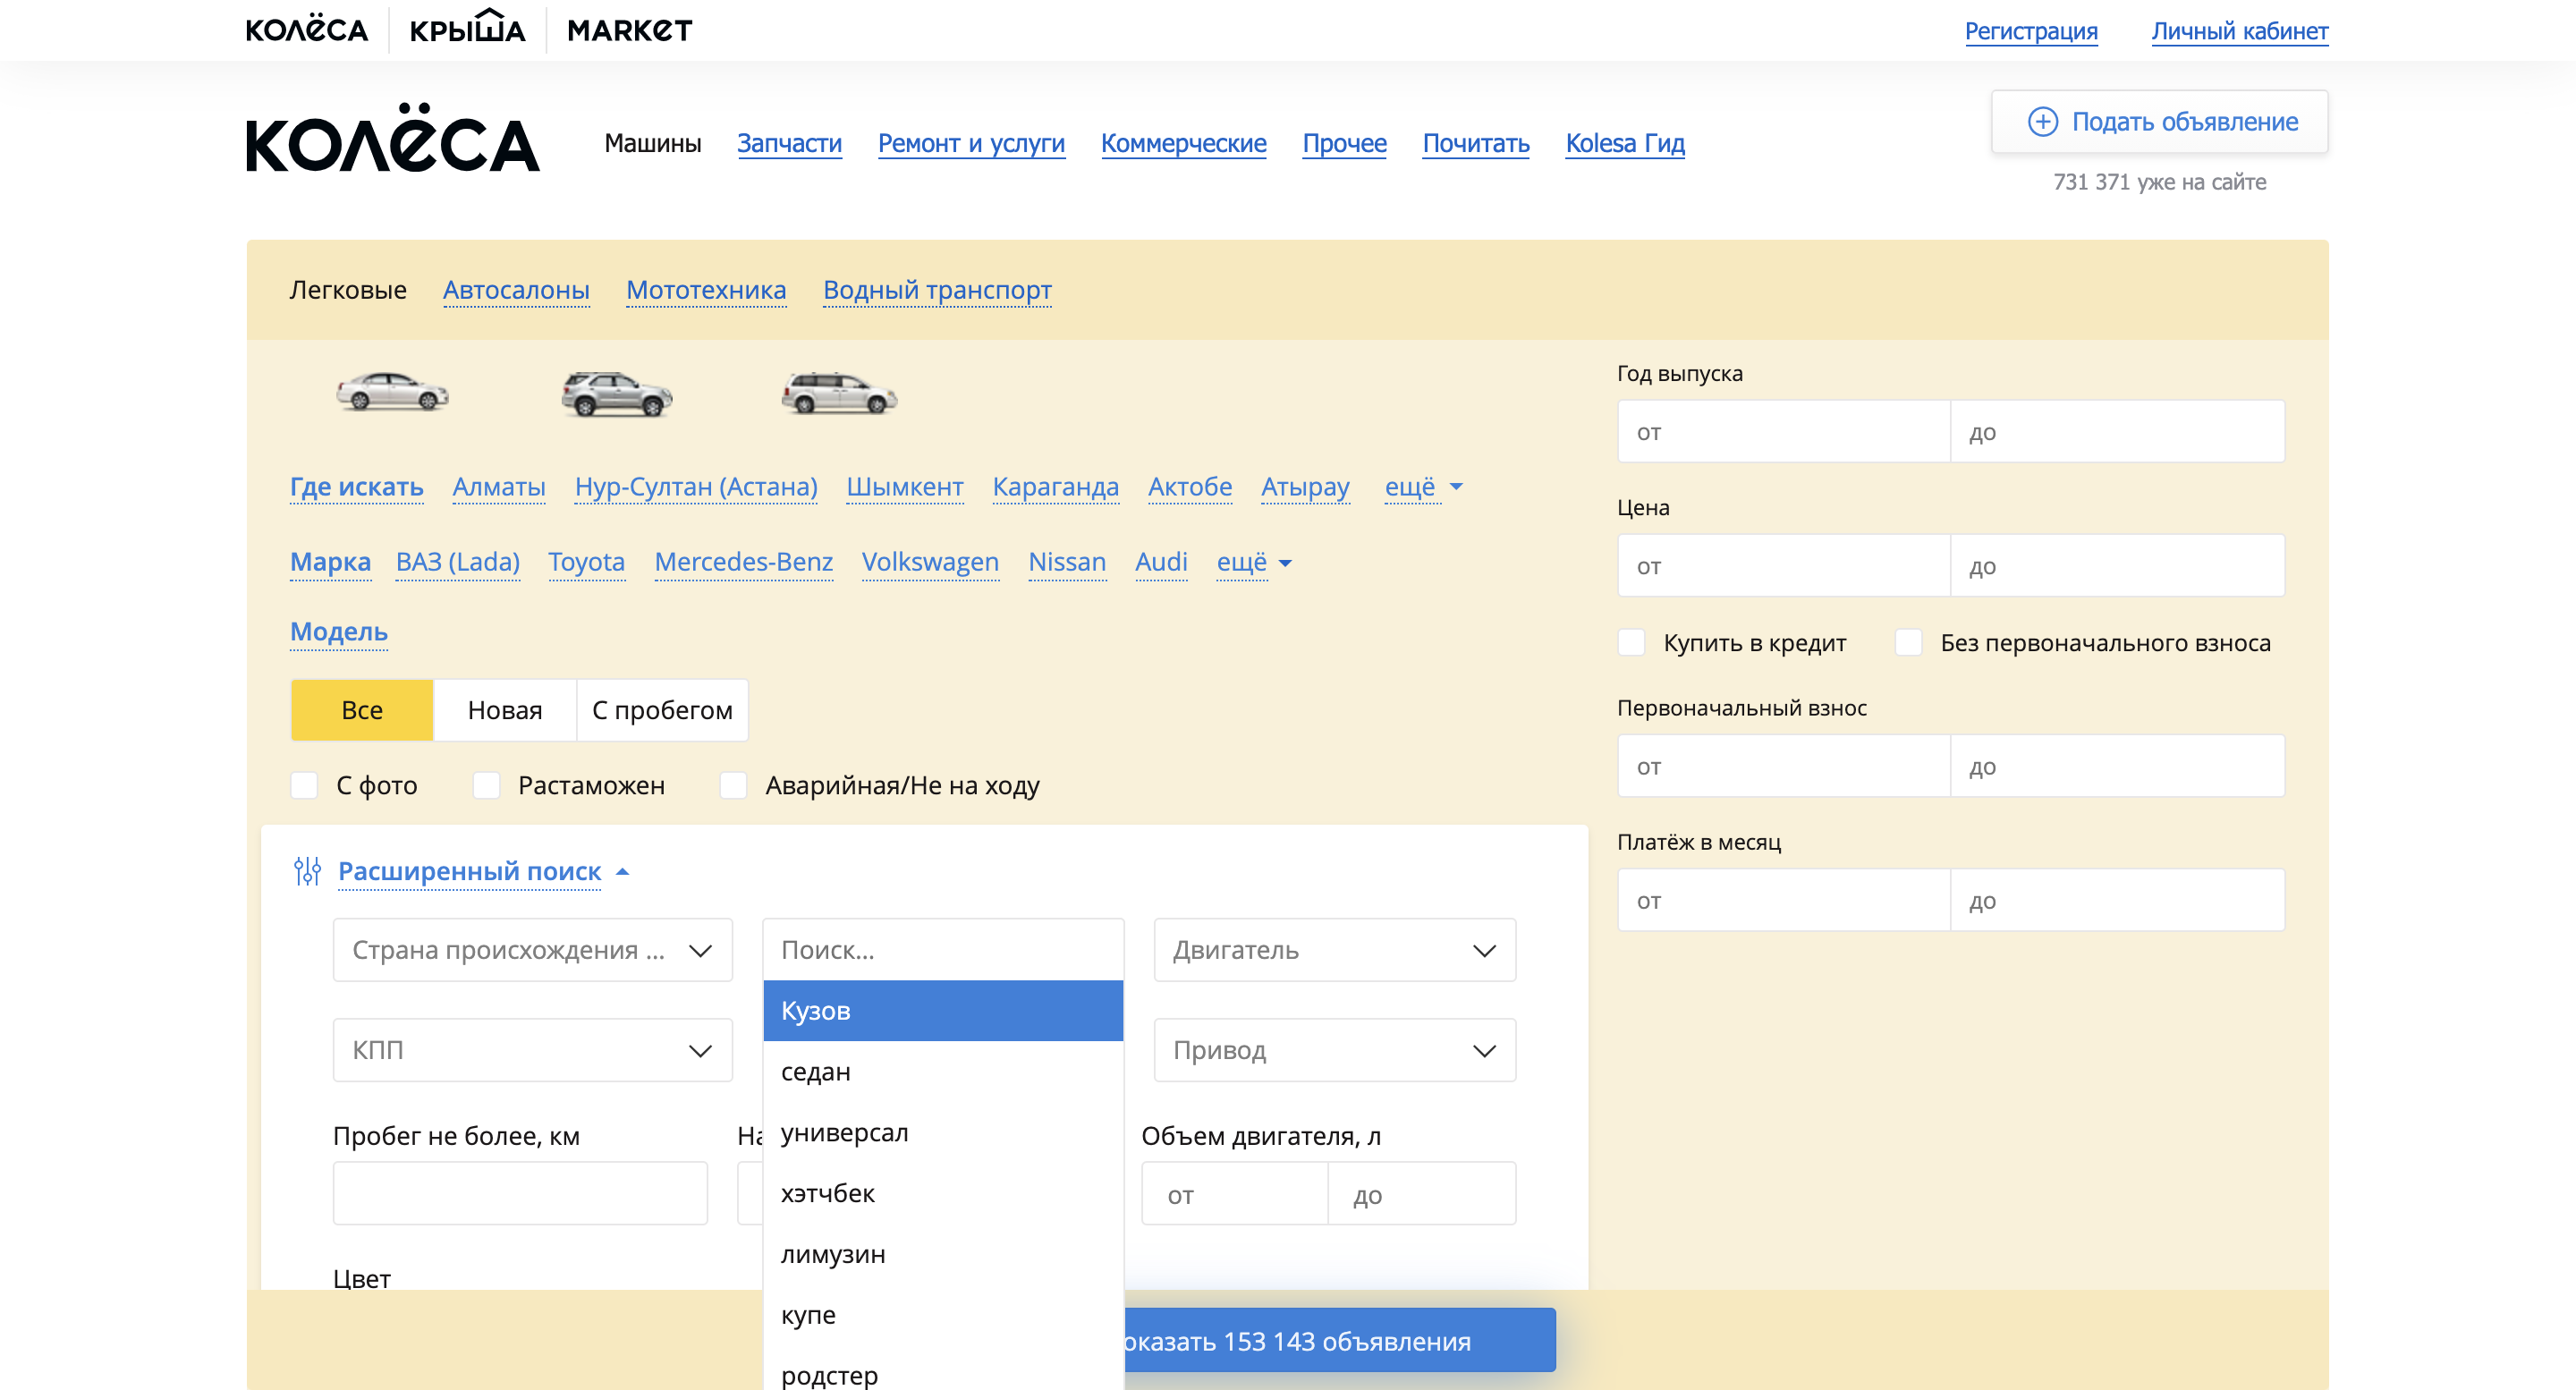 КОЛЁСА КРЫША MARKET Регистрация Личный кабинет
КОЛЁСА Машины Запчасти Ремонт и услуги Коммерческие Прочее Почитать Kolesa Гид Подать объявление
731 371 уже на сайте
Легковые Автосалоны Мототехника Водный транспорт
Где искать Алматы Нур-Султан (Астана) Шымкент Караганда Актобе Атырау ещё
Марка ВАЗ (Lada) Toyota Mercedes-Benz Volkswagen Nissan Audi ещё
Модель
Все Новая С пробегом
С фото Растаможен Аварийная/Не на ходу
Год выпуска
от до
Цена
от до
Купить в кредит Без первоначального взноса
Первоначальный взнос
от до
Платёж в месяц
от до
Расширенный поиск
Страна происхождения ... Поиск... Двигатель
Кузов
КПП Привод
седан
Пробег не более, км На Объем двигателя, л
универсал
хэтчбек
от до
лимузин
Цвет
купе
оказать 153 143 объявления
родстер